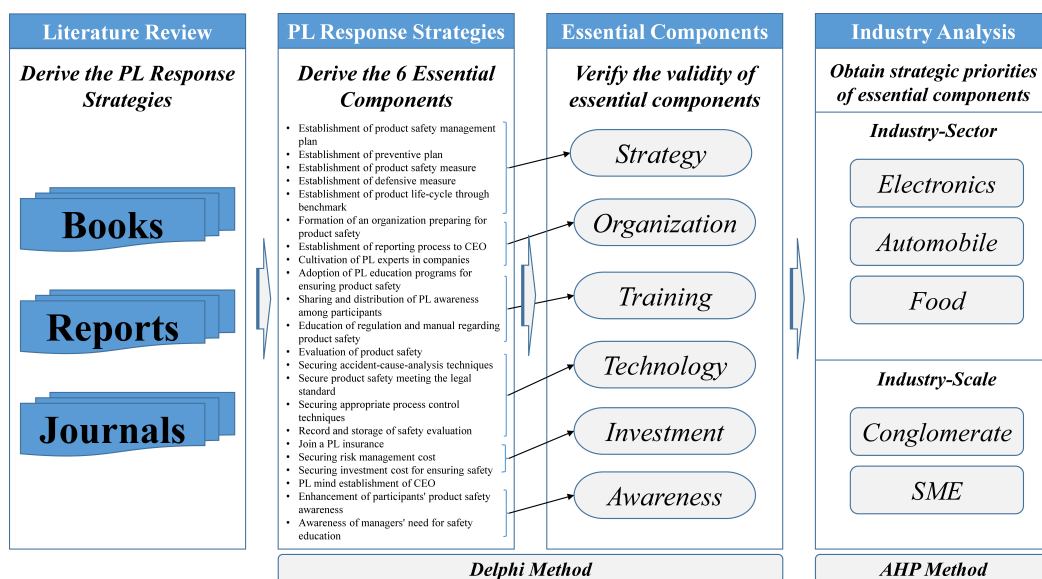 Literature Review
Derive the PL Response
Strategies
Books
Reports
Journals
PL Response Strategies
Derive the 6 Essential
Components
• Establishment of product safety management
plan
• Establishment of preventive plan
• Establishment of product safety measure
• Establishment of defensive measure
• Establishment of product life-cycle through
benchmark
• Formation of an organization preparing for
product safety
• Establishment of reporting process to CEO
• Cultivation of PL experts in companies
• Adoption of PL education programs for
ensuring product safety
• Sharing and distribution of PL awareness
among participants
• Education of regulation and manual regarding
product safety
• Evaluation of product safety
• Securing accident-cause-analysis techniques
• Secure product safety meeting the legal
standard
• Securing appropriate process control
techniques
• Record and storage of safety evaluation
• Join a PL insurance
• Securing risk management cost
• Securing investment cost for ensuring safety
• PL mind establishment of CEO
• Enhancement of participants' product safety
awareness
• Awareness of managers' need for safety
education
Essential Components
Verify the validity of
essential components
Strategy
Organization
Training
Technology
Investment
Awareness
Delphi Method
Industry Analysis
Obtain strategic priorities
of essential components
Industry-Sector
Electronics
Automobile
Food
Industry-Scale
Conglomerate
SME
AHP Method